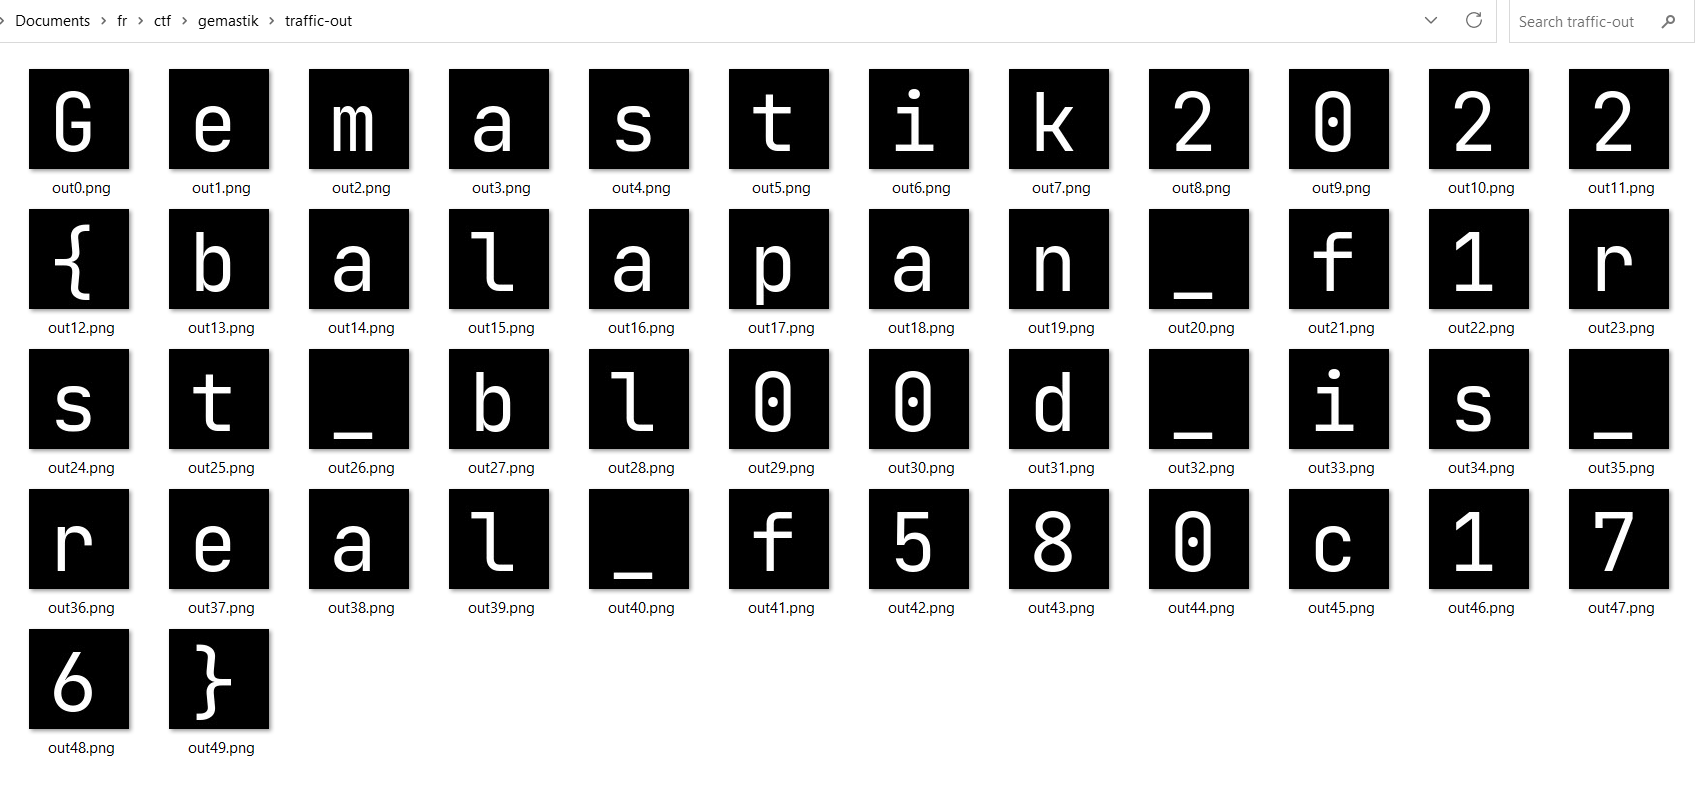 Documents > fr > ctf > gemastik > traffic-out Search traffic-out
G e m a s t i k 2 0 2 2
out0.png out1.png out2.png out3.png out4.png out5.png out6.png out7.png out8.png out9.png out10.png out11.png
{ b a l a p a n _ f 1 r
out12.png out13.png out14.png out15.png out16.png out17.png out18.png out19.png out20.png out21.png out22.png out23.png
s t _ b l 0 0 d _ i s _
out24.png out25.png out26.png out27.png out28.png out29.png out30.png out31.png out32.png out33.png out34.png out35.png
r e a l _ f 5 8 0 c 1 7
out36.png out37.png out38.png out39.png out40.png out41.png out42.png out43.png out44.png out45.png out46.png out47.png
6 }
out48.png out49.png